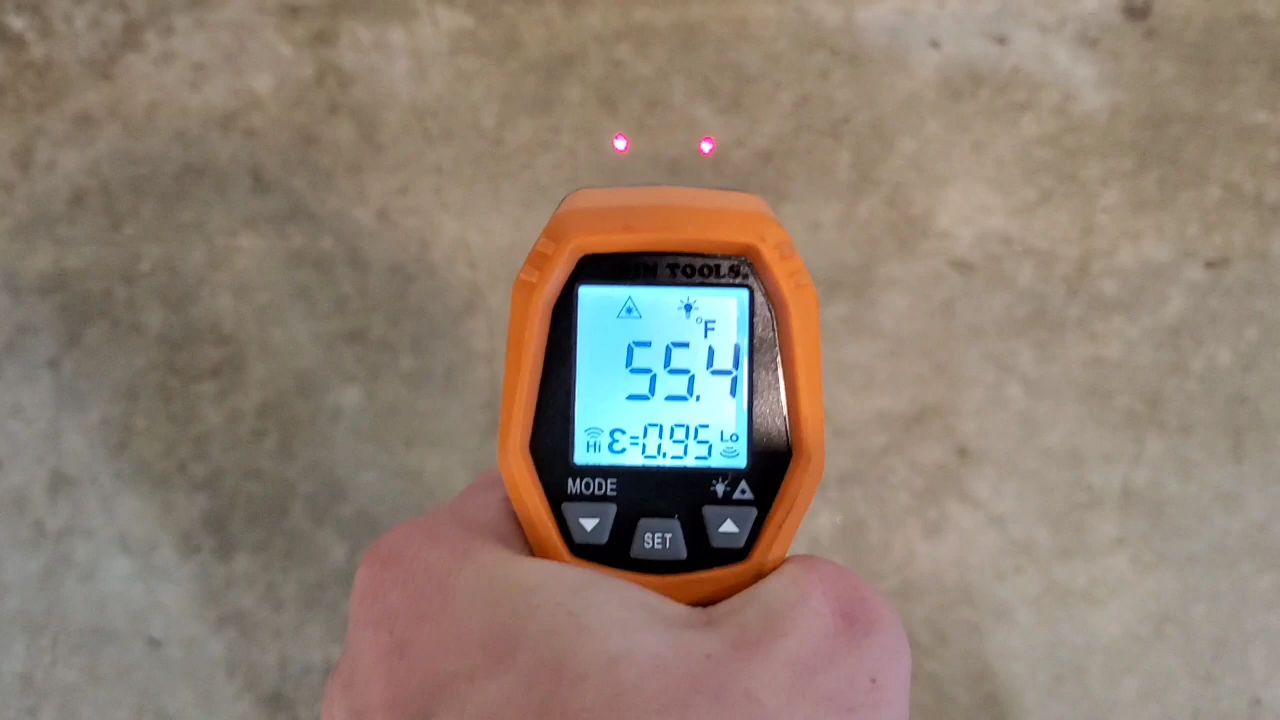 TOOLS.
°F
55.4
Hi ε=0.95 Lo
MODE
SET